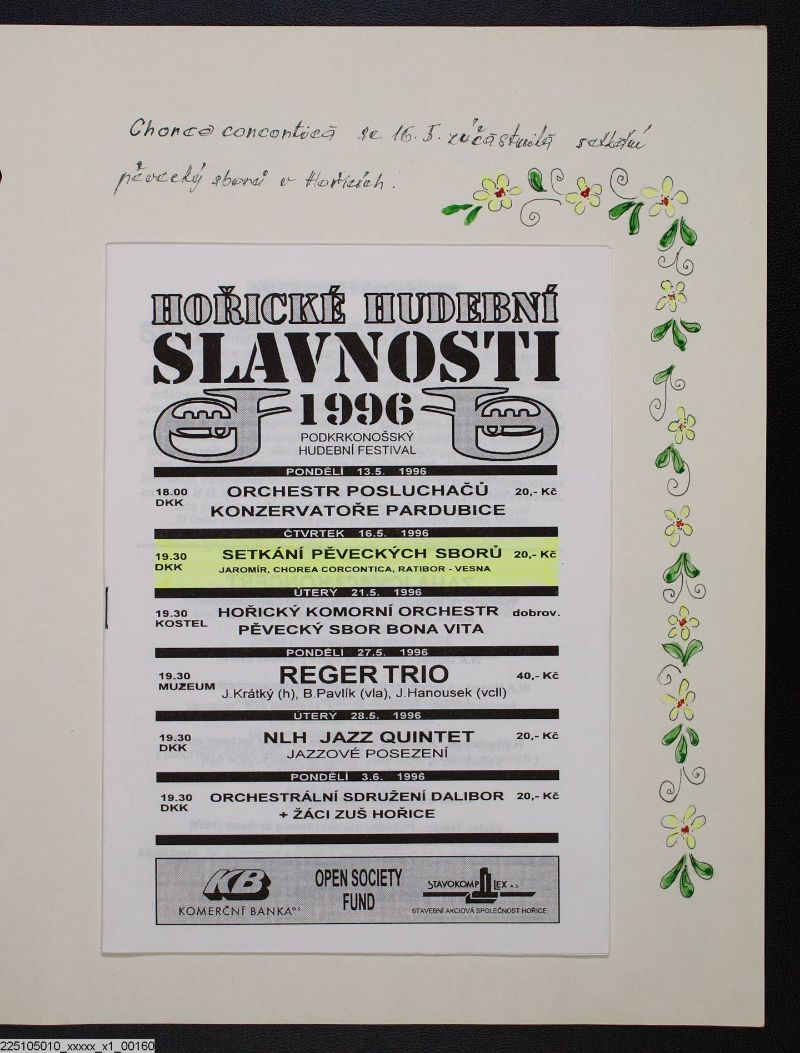 Chorea concontica se 16. 5. zúčastnila setkání
pěvecký sborů v Hořicích.
HOŘICKÉ HUDEBNÍ
SLAVNOSTI
1996
PODKRKONOŠSKÝ
HUDEBNÍ FESTIVAL
PONDĚLÍ 13.5. 1996
18.00 ORCHESTR POSLUCHAČŮ 20,- Kč
DKK KONZERVATOŘE PARDUBICE
ČTVRTEK 16.5. 1996
19.30 SETKÁNÍ PĚVECKÝCH SBORŮ 20,- Kč
DKK JAROMÍR, CHOREA CORCONTICA, RATIBOR - VESNA
ÚTERÝ 21.5. 1996
19.30 HOŘICKÝ KOMORNÍ ORCHESTR dobrov.
KOSTEL PĚVECKÝ SBOR BONA VITA
PONDĚLÍ 27.5. 1996
19.30 REGER TRIO 40,- Kč
MUZEUM J.Krátký (h), B.Pavlík (vla), J.Hanousek (vcll)
ÚTERÝ 28.5. 1996
19.30 NLH JAZZ QUINTET 20,- Kč
DKK JAZZOVÉ POSEZENÍ
PONDĚLÍ 3.6. 1996
19.30 ORCHESTRÁLNÍ SDRUŽENÍ DALIBOR 20,- Kč
DKK + ŽÁCI ZUŠ HOŘICE
KB
KOMERČNÍ BANKA a.s.
OPEN SOCIETY
FUND
STAVOKOMPLEX a.s.
STAVEBNÍ AKCIOVÁ SPOLEČNOST HOŘICE
225105010_xxxxx_x1_00160